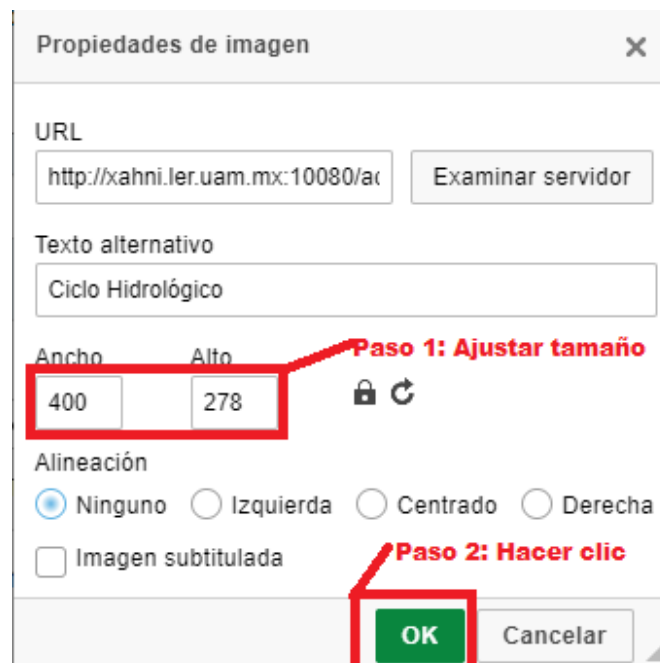 Propiedades de imagen
URL
http://xahni.ler.uam.mx:10080/ac Examinar servidor
Texto alternativo
Ciclo Hidrológico
Ancho Alto Paso 1: Ajustar tamaño
400 278
Alineación
Ninguno Izquierda Centrado Derecha
Imagen subtitulada Paso 2: Hacer clic
OK Cancelar